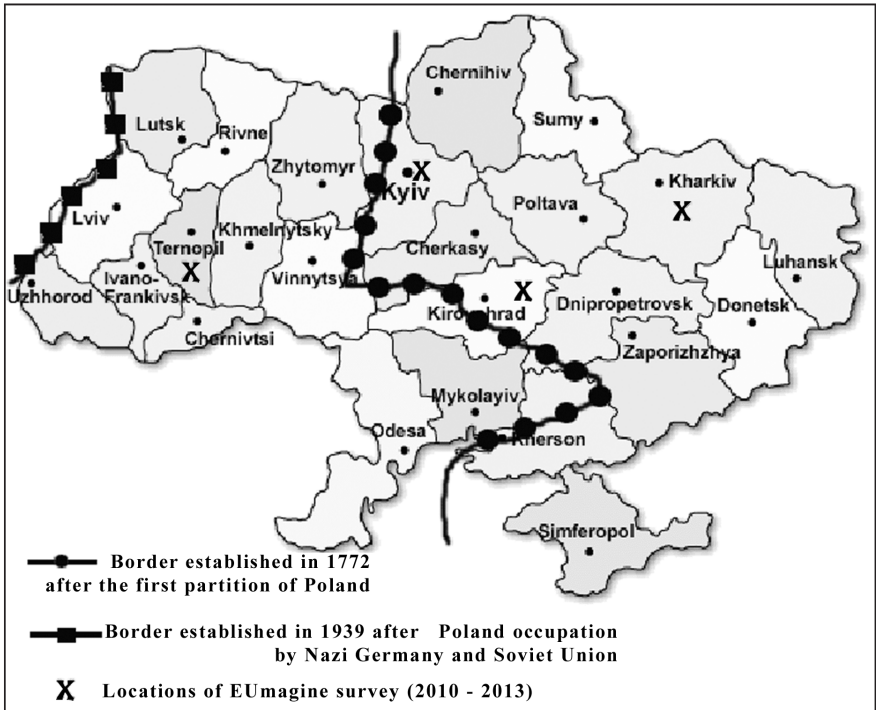 Chernihiv
Sumy
Lutsk
Rivne
Zhytomyr
Kyiv
X
Kharkiv
X
Lviv
Poltava
Khmelnytsky
Ternopil
X
Cherkasy
Luhansk
Vinnytsya
Ivano-
Frankivsk
Uzhhorod
X
Dnipropetrovsk
Donetsk
Kirovohrad
Chernivtsi
Zaporizhzhya
Mykolayiv
Odesa
Kherson
Simferopol
Border established in 1772
after the first partition of Poland
Border established in 1939 after Poland occupation
by Nazi Germany and Soviet Union
X Locations of EUmagine survey (2010 - 2013)